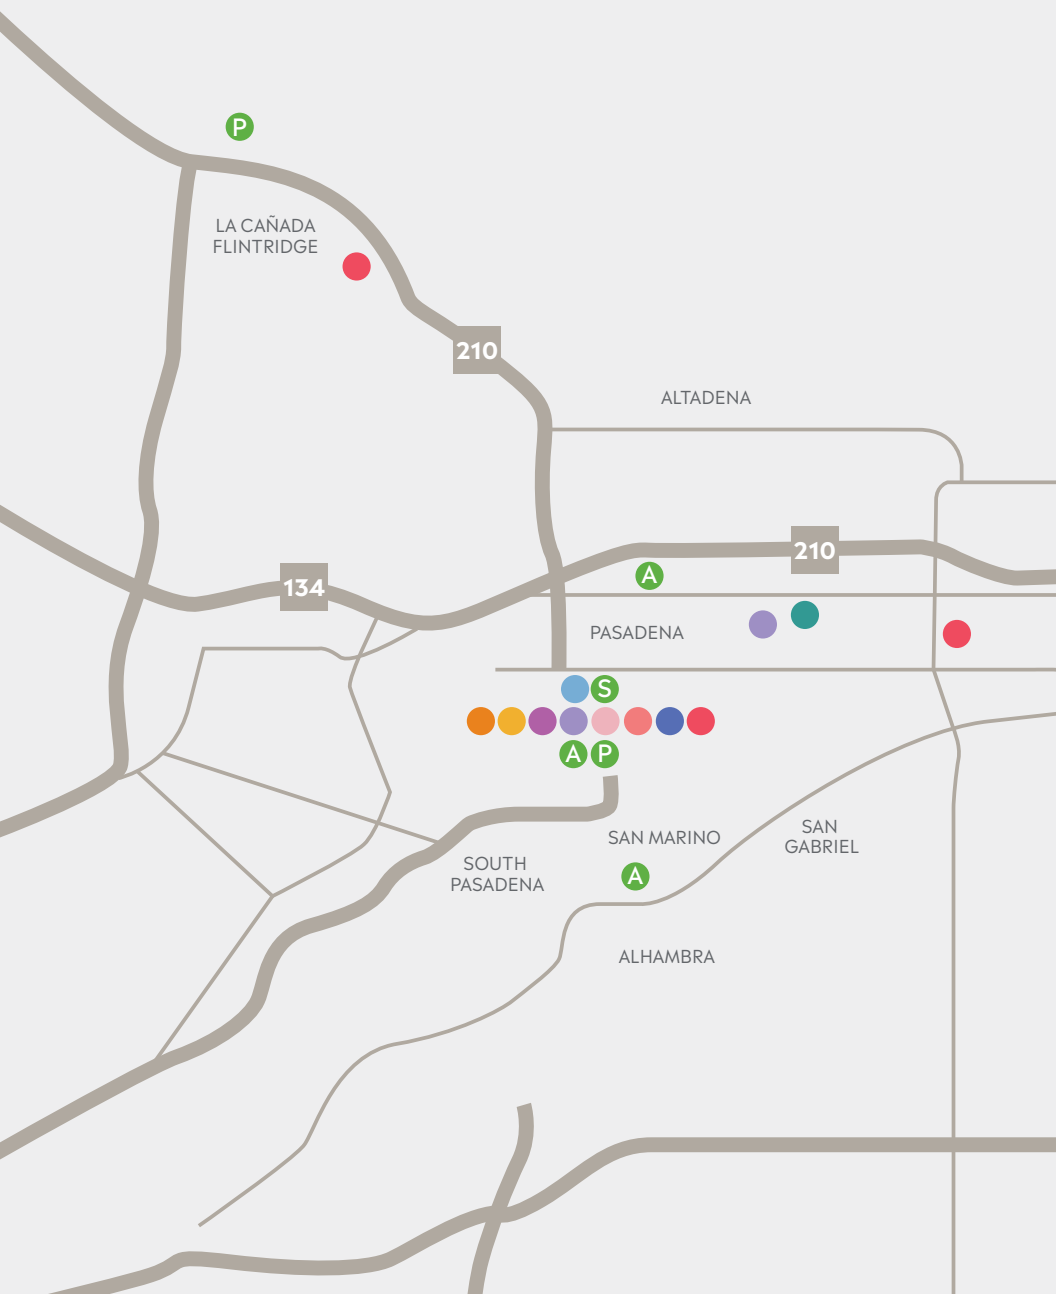 P
LA CAÑADA
FLINTRIDGE
210
ALTADENA
210
A
134
PASADENA
S
A P
SAN MARINO
SAN
GABRIEL
SOUTH
PASADENA
A
ALHAMBRA